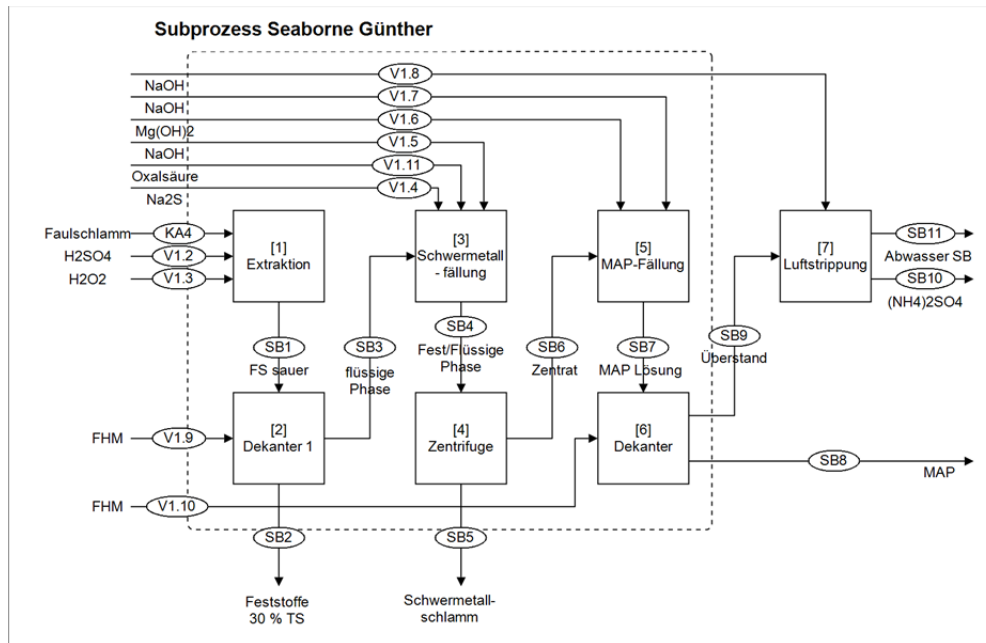 Subprozess Seaborne Günther
V1.8
NaOH
V1.7
NaOH
V1.6
Mg(OH)2
V1.5
NaOH
V1.11
Oxalsäure
V1.4
Na2S
Faulschlamm
KA4
H2SO4
V1.2
H2O2
V1.3
[1]
Extraktion
[3]
Schwermetall
- fällung
[5]
MAP-Fällung
[7]
Luftstrippung
SB11
Abwasser SB
SB10
(NH4)2SO4
SB1
FS sauer
SB3
flüssige
Phase
SB4
Fest/Flüssige
Phase
SB6
Zentrat
SB7
MAP Lösung
SB9
Überstand
FHM
V1.9
[2]
Dekanter 1
[4]
Zentrifuge
[6]
Dekanter
SB8
MAP
FHM
V1.10
SB2
SB5
Feststoffe
30 % TS
Schwermetall-
schlamm